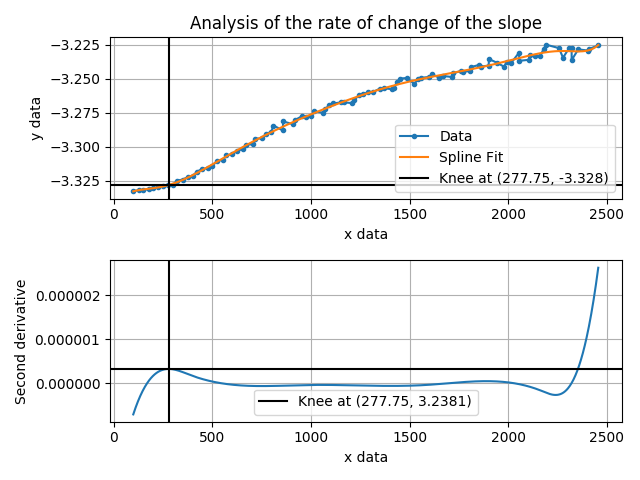 Analysis of the rate of change of the slope
y data
−3.225
−3.250
−3.275
−3.300
−3.325
Data
Spline Fit
Knee at (277.75, -3.328)
0 500 1000 1500 2000 2500
x data
Second derivative
0.000002
0.000001
0.000000
Knee at (277.75, 3.2381)
0 500 1000 1500 2000 2500
x data